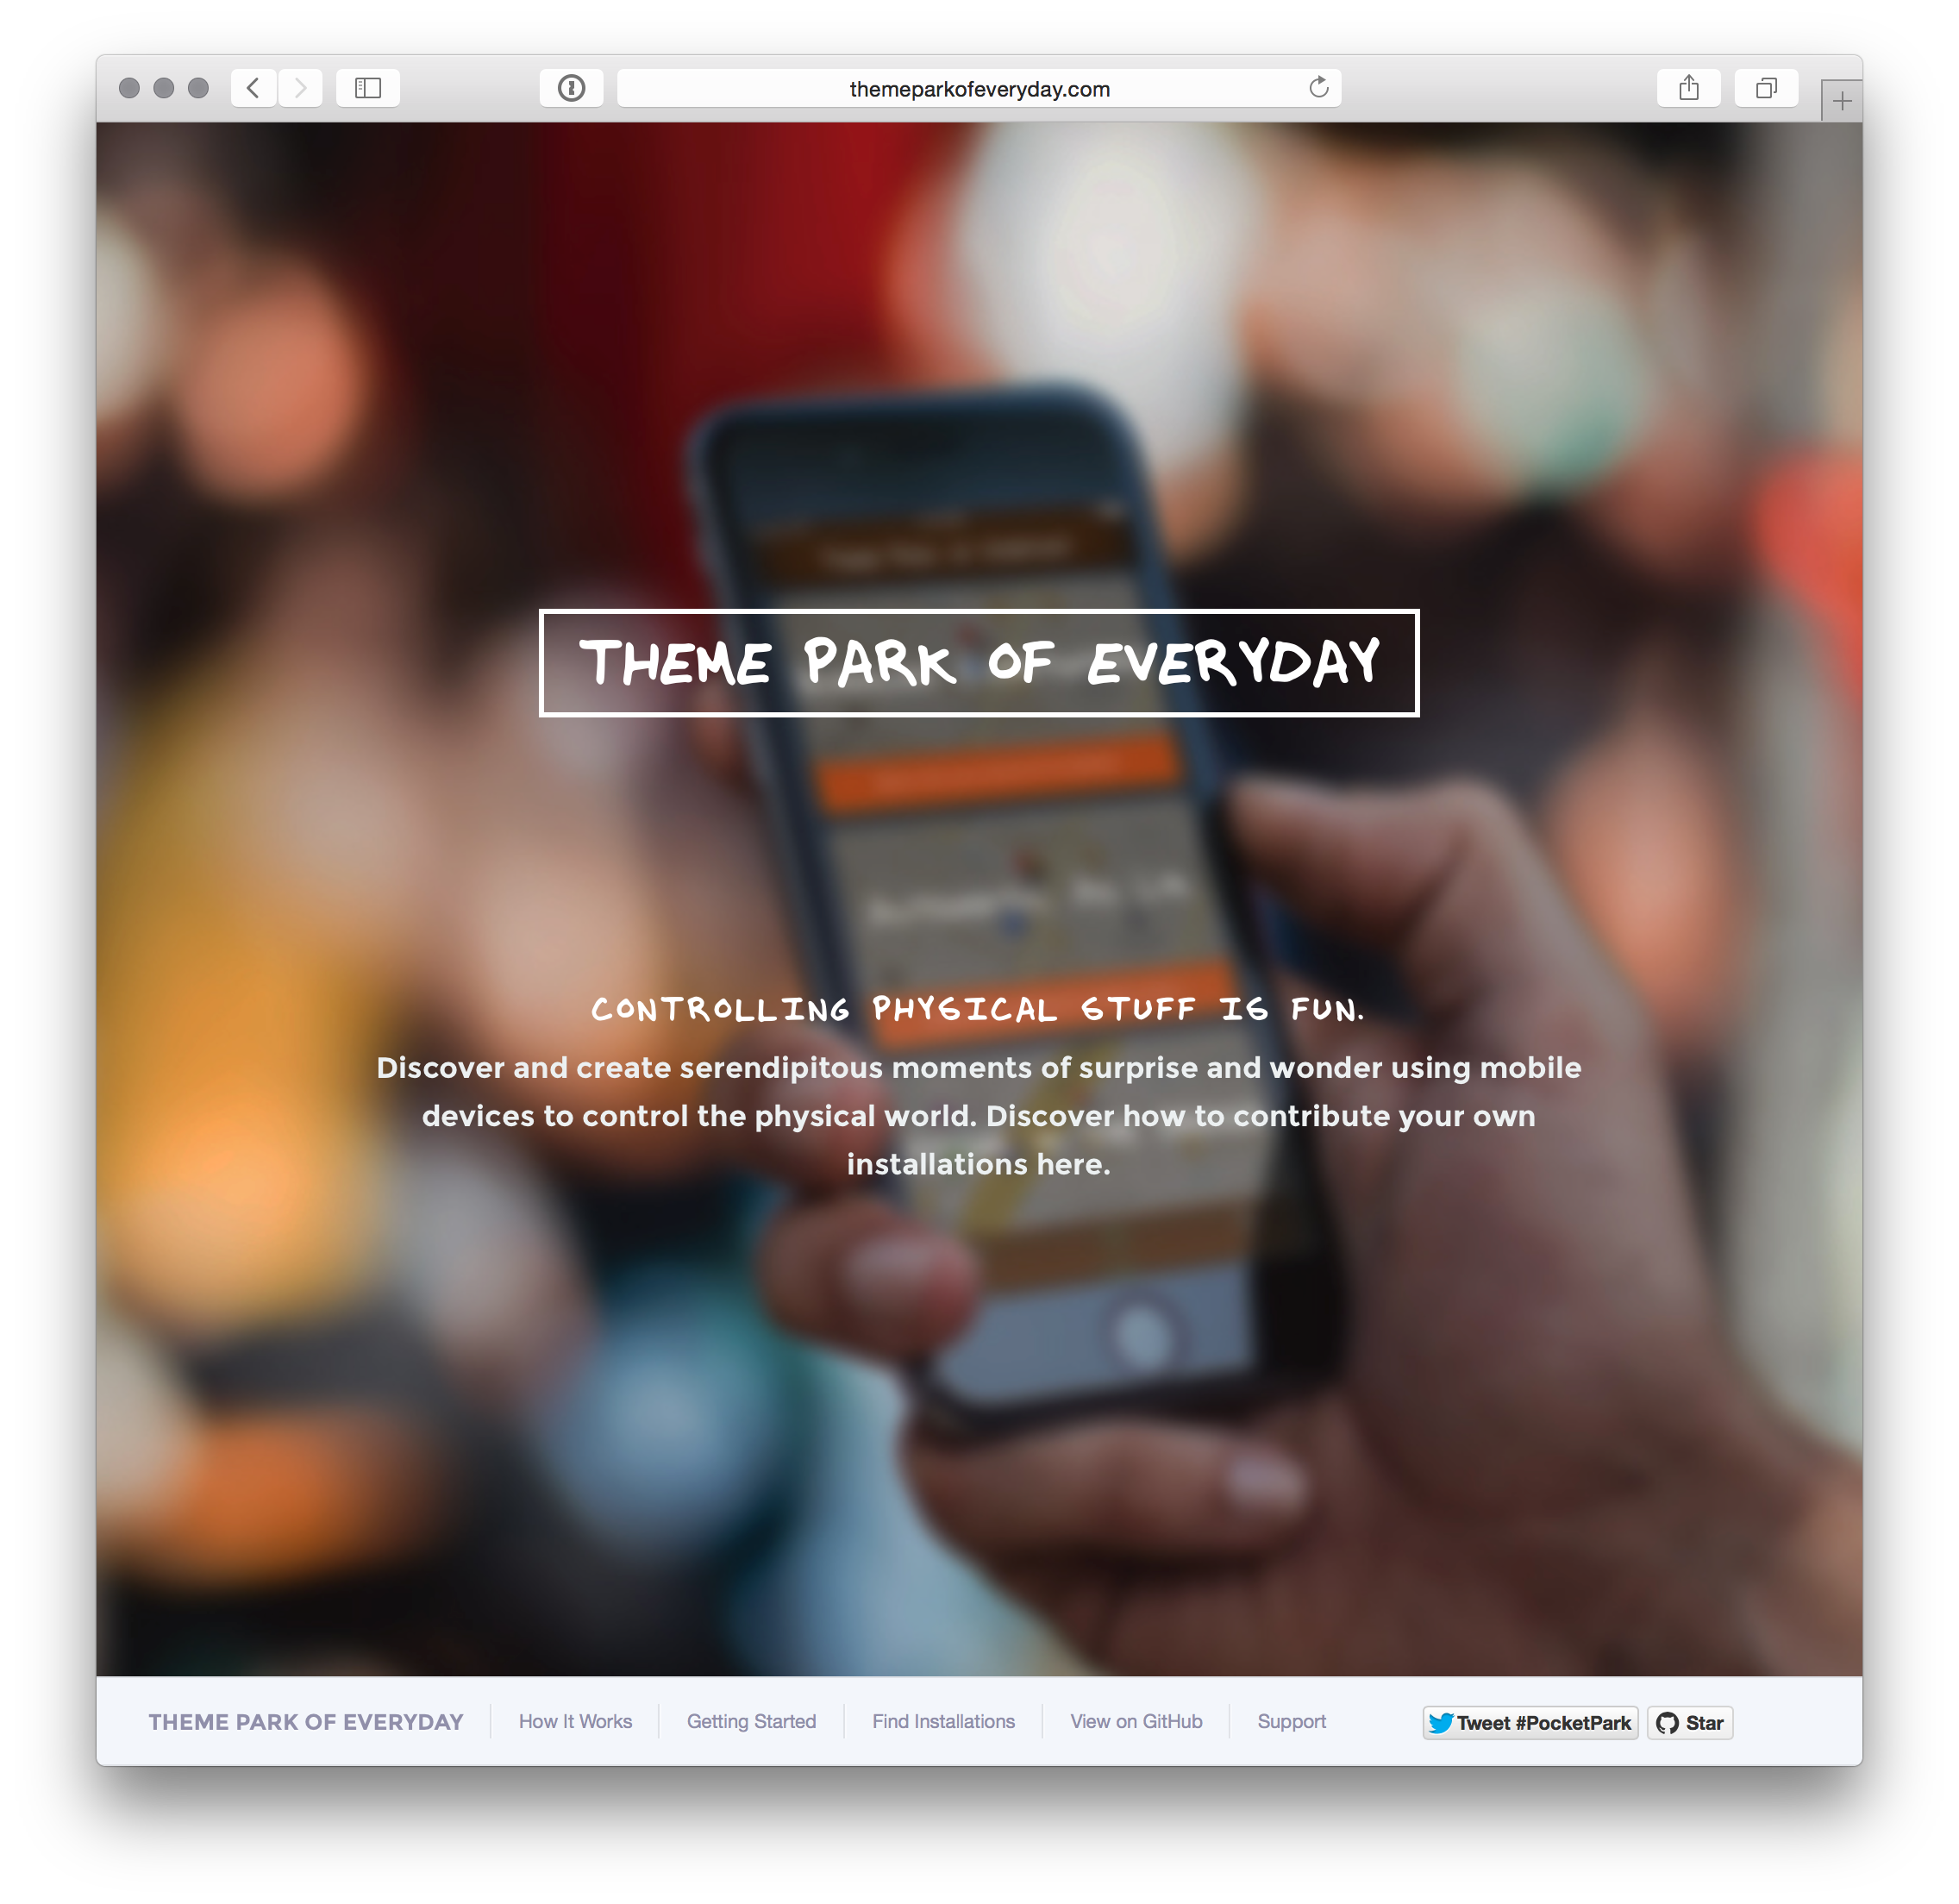 themeparkofeveryday.com
THEME PARK OF EVERYDAY
CONTROLLING PHYSICAL STUFF IS FUN.
Discover and create serendipitous moments of surprise and wonder using mobile
devices to control the physical world. Discover how to contribute your own
installations here.
THEME PARK OF EVERYDAY
How It Works
Getting Started
Find Installations
View on GitHub
Support
Tweet #PocketPark
Star